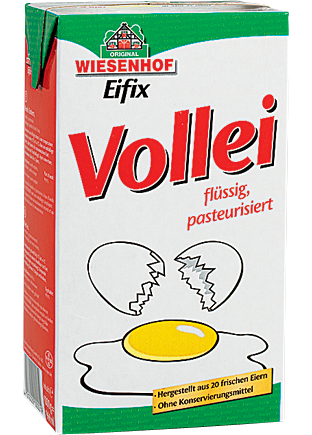 ORIGINAL
WIESENHOF
Eifix
Vollei
flüssig,
pasteurisiert
- Hergestellt aus 20 frischen Eiern
- Ohne Konservierungsmittel